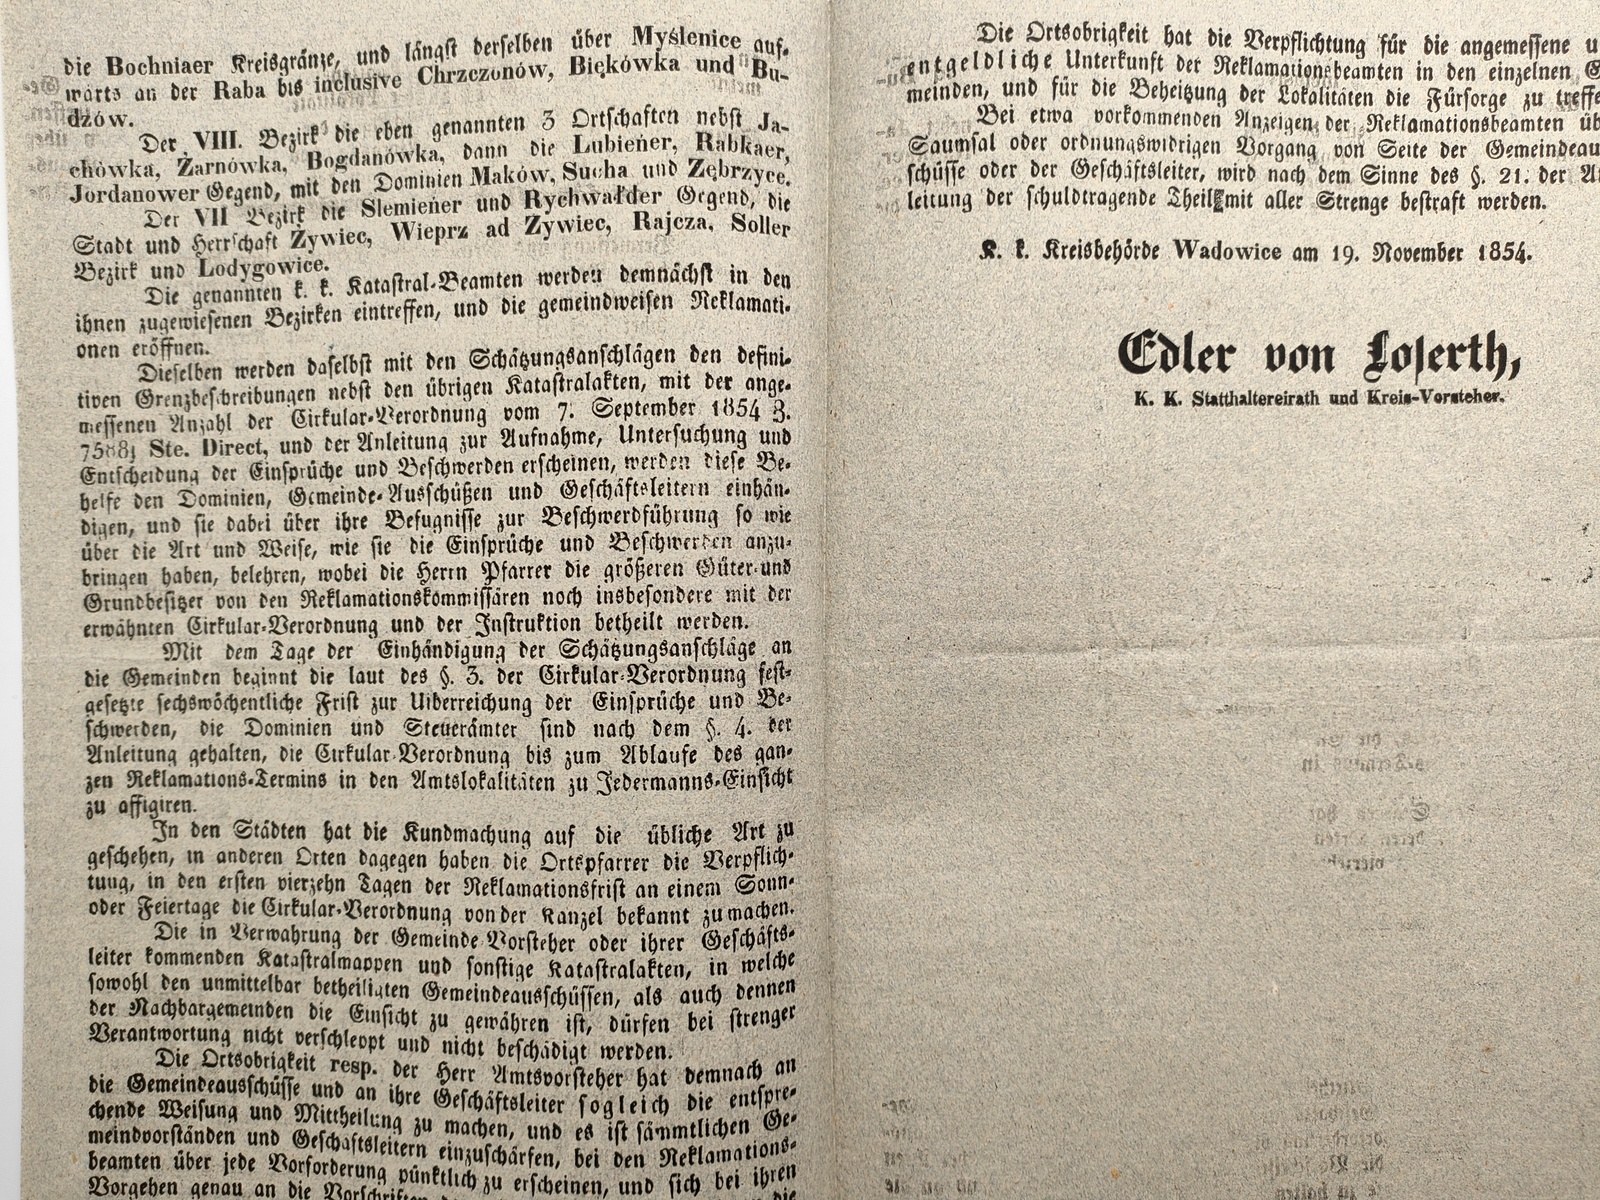 die Bochniaer Kreisgränze, und längst derselben über Myślenice auf-
wärts an der Raba bis inclusive Chrzczonów, Biękówka und Bu-
dzów.
Der VIII. Bezirk die eben genannten 3 Ortschaften nebst Ja-
chówka, Żarnówka, Bogdanówka, dann die Lubieńer, Rabkaer,
Jordanower Gegend, mit den Dominien Maków, Sucha und Zębrzyce.
Der VII Bezirk die Slemieńer und Rychwałder Gegend, die
Stadt und Herrschaft Żywiec, Wieprz ad Żywiec, Rajcza, Soller
Bezirk und Lodygowice.
Die genannten k. k. Katastral-Beamten werden demnächst in den
ihnen zugewiesenen Bezirken eintreffen, und die gemeindweisen Reklamati-
onen eröffnen.
Dieselben werden daselbst mit den Schätzungsanschlägen den defini-
tiven Grenzbeschreibungen nebst den übrigen Katastralakten, mit der ange-
messenen Anzahl der Cirkular-Verordnung vom 7. September 1854 Z.
Ste. Direct, und der Anleitung zur Aufnahme, Untersuchung und
Entscheidung der Einsprüche und Beschwerden erscheinen, werden diese Be-
helfe den Dominien, Gemeinde-Ausschüßen und Geschäftsleitern einhän-
digen, und sie dabei über ihre Befugnisse zur Beschwerdführung so wie
über die Art und Weise, wie sie die Einsprüche und Beschwerden anzu-
bringen haben, belehren, wobei die Herrn Pfarrer die größeren Güter-und
Grundbesitzer von den Reklamationskommissären noch insbesondere mit der
erwähnten Cirkular-Verordnung und der Instruktion betheilt werden.
Mit dem Tage der Einhändigung der Schätzungsanschläge an
die Gemeinden beginnt die laut des §. 3. der Cirkular-Verordnung fest-
gesetzte sechswöchentliche Frist zur Uiberreichung der Einsprüche und Be-
schwerden, die Dominien und Steuerämter sind nach dem §. 4. der
Anleitung gehalten, die Cirkular-Verordnung bis zum Ablaufe des gan-
zen Reklamations-Termins in den Amtslokalitäten zu Jedermanns-Einsicht
zu affigiren.
In den Städten hat die Kundmachung auf die übliche Art zu
geschehen, in anderen Orten dagegen haben die Ortspfarrer die Verpflich-
tung, in den ersten vierzehn Tagen der Reklamationsfrist an einem Sonn-
oder Feiertage die Cirkular-Verordnung von der Kanzel bekannt zu machen.
Die in Verwahrung der Gemeinde Vorsteher oder ihrer Geschäfts-
leiter kommenden Katastralmappen und sonstige Katastralakten, in welche
sowohl den unmittelbar betheiligten Gemeindeausschüssen, als auch dennen
der Nachbargemeinden die Einsicht zu gewähren ist, dürfen bei strenger
Verantwortung nicht verschleppt und nicht beschädigt werden.
Die Ortsobrigkeit resp. der Herr Amtsvorsteher hat demnach an
die Gemeindeausschüsse und an ihre Geschäftsleiter sogleich die entspre-
chende Weisung und Mittheilung zu machen, und es ist sämmtlichen Ge-
meindvorständen und Geschäftsleitern einzuschärfen, bei den Reklamations-
beamten über jede Vorforderung pünktlich zu erscheinen, und sich bei ihren
Vorgehen genau an die Vorschriften die
Die Ortsobrigkeit hat die Verpflichtung für die angemessene u
entgeldliche Unterkunft der Reklamationsbeamten in den einzelnen G
meinden, und für die Beheitzung der Lokalitäten die Fürsorge zu treffe
Bei etwa vorkommenden Anzeigen der Reklamationsbeamten üb
Saumsal oder ordnungswidrigen Vorgang von Seite der Gemeindeau
schüsse oder der Geschäftsleiter, wird nach dem Sinne des §. 21. der An
leitung der schuldtragende Theil mit aller Strenge bestraft werden.
K. k. Kreisbehörde Wadowice am 19. November 1854.
Edler von Loserth,
K. K. Statthaltereirath und Kreis-Vorsteher.